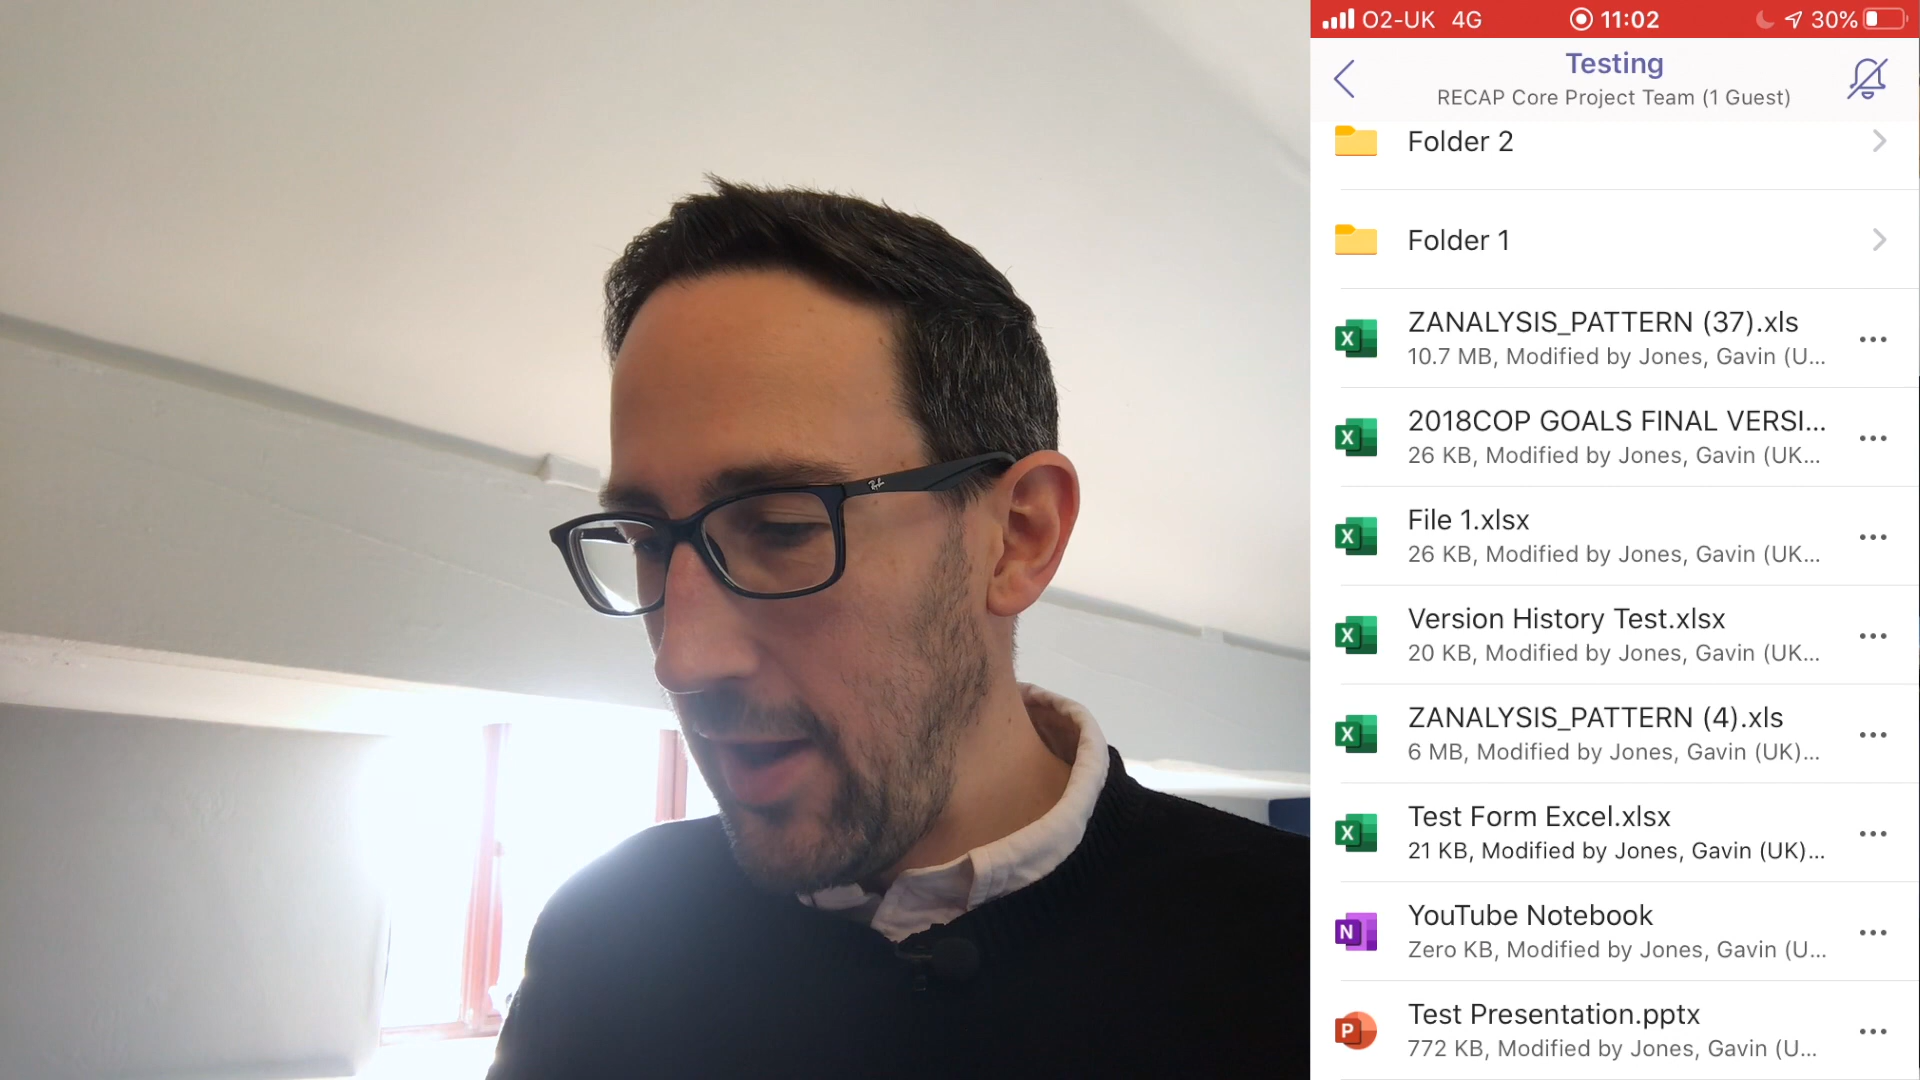 O2-UK 4G 11:02 30%
Testing
RECAP Core Project Team (1 Guest)
Folder 2
Folder 1
ZANALYSIS_PATTERN (37).xls
10.7 MB, Modified by Jones, Gavin (U...
2018COP GOALS FINAL VERSI...
26 KB, Modified by Jones, Gavin (UK...
File 1.xlsx
26 KB, Modified by Jones, Gavin (UK...
Version History Test.xlsx
20 KB, Modified by Jones, Gavin (UK...
ZANALYSIS_PATTERN (4).xls
6 MB, Modified by Jones, Gavin (UK)...
Test Form Excel.xlsx
21 KB, Modified by Jones, Gavin (UK)...
YouTube Notebook
Zero KB, Modified by Jones, Gavin (U...
Test Presentation.pptx
772 KB, Modified by Jones, Gavin (U...
X
X
X
X
X
X
N
P
Ray-Ban